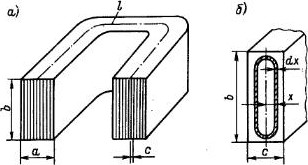 а) l б)
dx
b b x
a c c